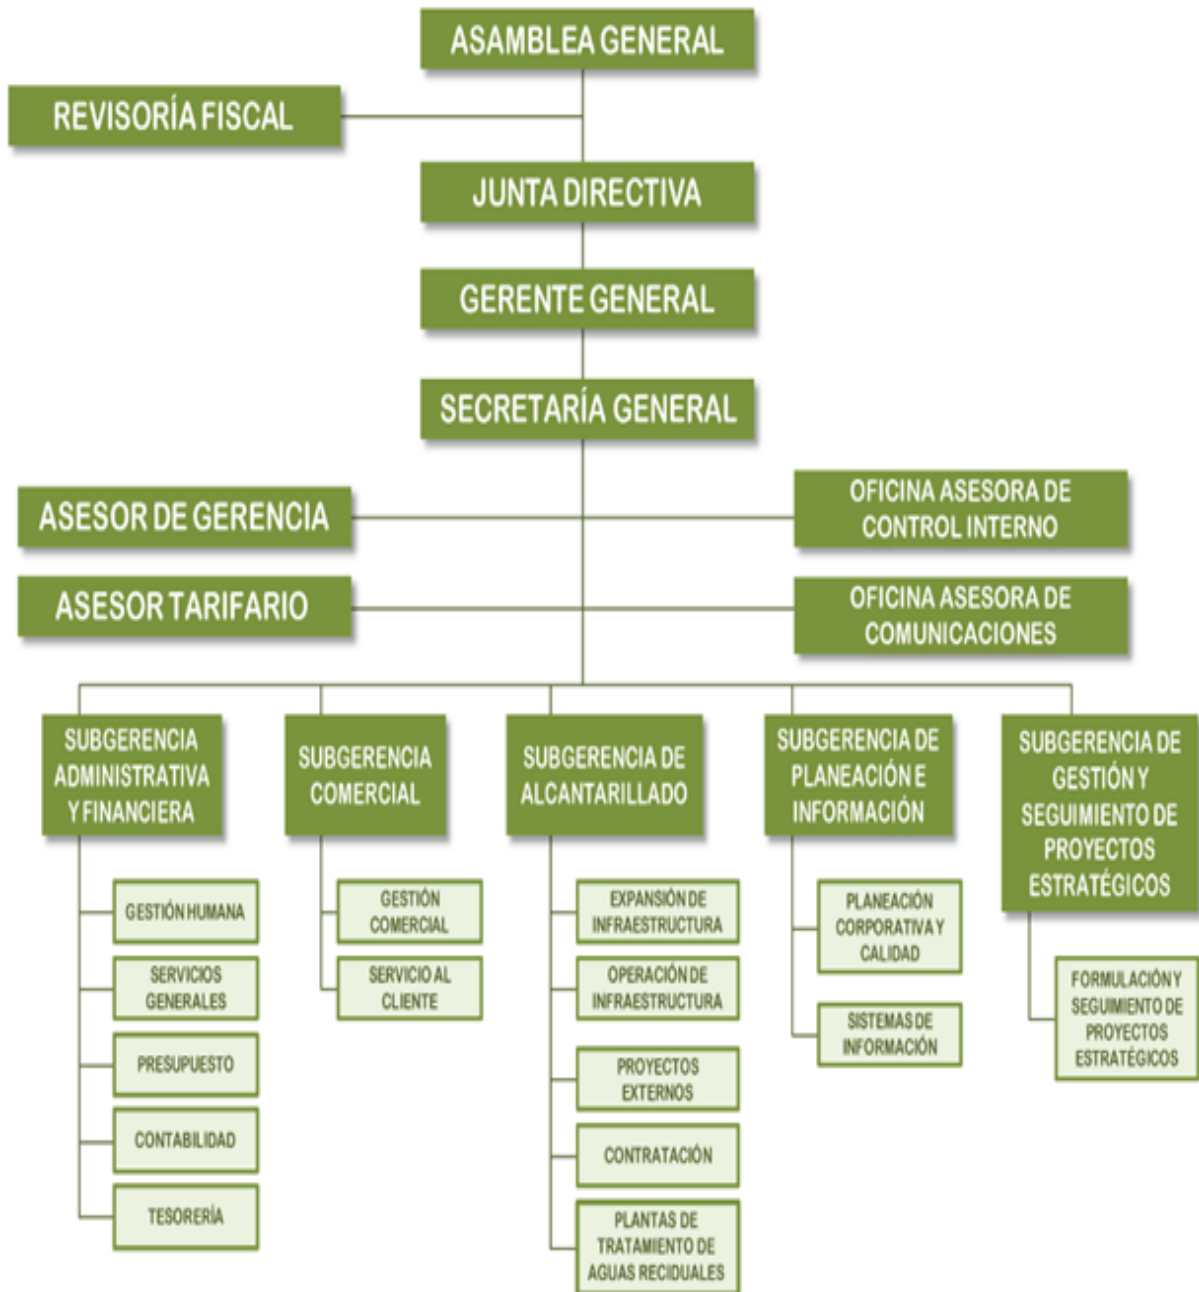 ASAMBLEA GENERAL
REVISORÍA FISCAL
JUNTA DIRECTIVA
GERENTE GENERAL
SECRETARÍA GENERAL
ASESOR DE GERENCIA
OFICINA ASESORA DE
CONTROL INTERNO
ASESOR TARIFARIO
OFICINA ASESORA DE
COMUNICACIONES
SUBGERENCIA
ADMINISTRATIVA
Y FINANCIERA
GESTIÓN HUMANA
SERVICIOS
GENERALES
PRESUPUESTO
CONTABILIDAD
TESORERÍA
SUBGERENCIA
COMERCIAL
GESTIÓN
COMERCIAL
SERVICIO AL
CLIENTE
SUBGERENCIA DE
ALCANTARILLADO
EXPANSIÓN DE
INFRAESTRUCTURA
OPERACIÓN DE
INFRAESTRUCTURA
PROYECTOS
EXTERNOS
CONTRATACIÓN
PLANTAS DE
TRATAMIENTO DE
AGUAS RECIDUALES
SUBGERENCIA DE
PLANEACIÓN E
INFORMACIÓN
PLANEACIÓN
CORPORATIVA Y
CALIDAD
SISTEMAS DE
INFORMACIÓN
SUBGERENCIA DE
GESTIÓN Y
SEGUIMIENTO DE
PROYECTOS
ESTRATÉGICOS
FORMULACIÓN Y
SEGUIMIENTO DE
PROYECTOS
ESTRATÉGICOS